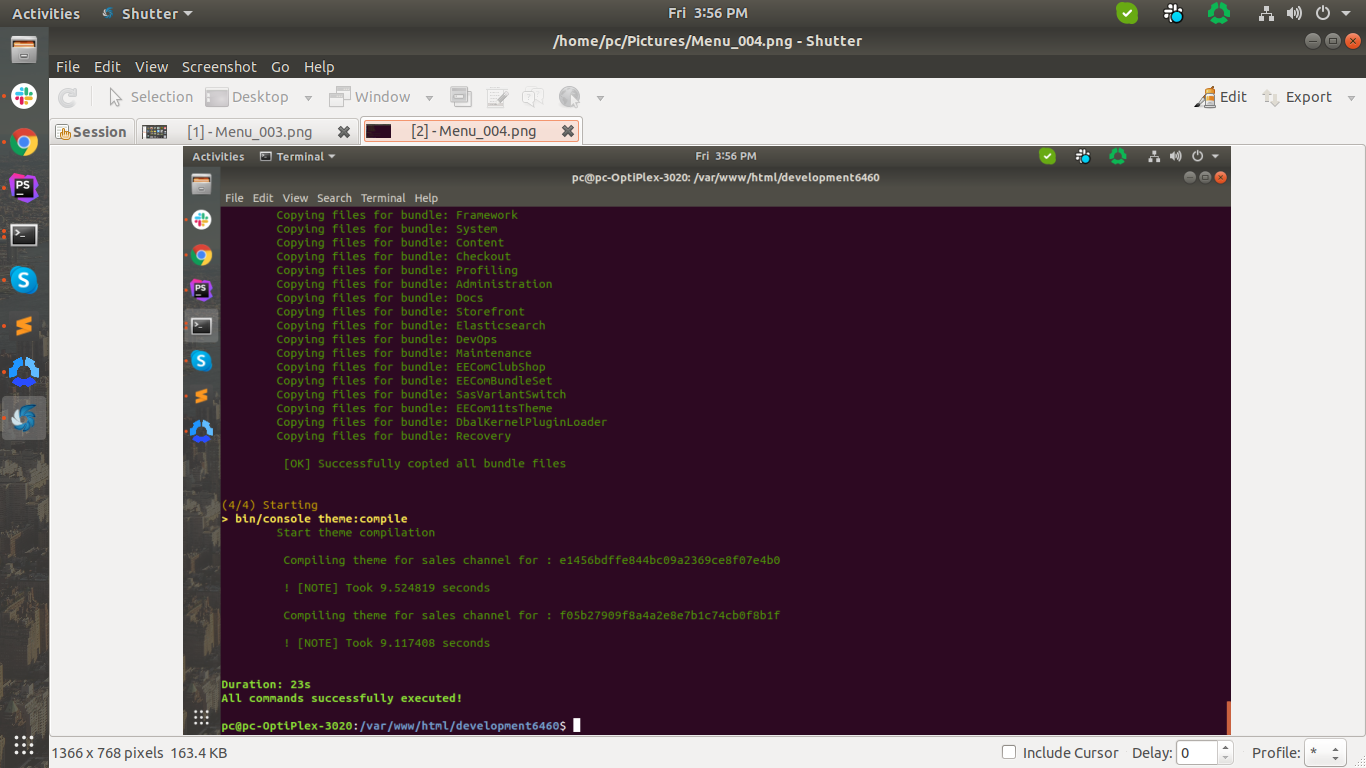 Activities Shutter Fri 3:56 PM
/home/pc/Pictures/Menu_004.png - Shutter
File Edit View Screenshot Go Help
Selection Desktop Window Edit Export
Session [1] - Menu_003.png [2] - Menu_004.png
Activities Terminal Fri 3:56 PM
pc@pc-OptiPlex-3020: /var/www/html/development6460
File Edit View Search Terminal Help
Copying files for bundle: Framework
Copying files for bundle: System
Copying files for bundle: Content
Copying files for bundle: Checkout
Copying files for bundle: Profiling
Copying files for bundle: Administration
Copying files for bundle: Docs
Copying files for bundle: Storefront
Copying files for bundle: Elasticsearch
Copying files for bundle: DevOps
Copying files for bundle: Maintenance
Copying files for bundle: EEComClubShop
Copying files for bundle: EEComBundleSet
Copying files for bundle: SasVariantSwitch
Copying files for bundle: EECom11tsTheme
Copying files for bundle: DbalKernelPluginLoader
Copying files for bundle: Recovery
[OK] Successfully copied all bundle files
(4/4) Starting
> bin/console theme:compile
Start theme compilation
Compiling theme for sales channel for : e1456bdffe844bc09a2369ce8f07e4b0
! [NOTE] Took 9.524819 seconds
Compiling theme for sales channel for : f05b27909f8a4a2e8e7b1c74cb0f8b1f
! [NOTE] Took 9.117408 seconds
Duration: 23s
All commands successfully executed!
pc@pc-OptiPlex-3020:/var/www/html/development6460$
1366 x 768 pixels 163.4 KB Include Cursor Delay: 0 Profile: *